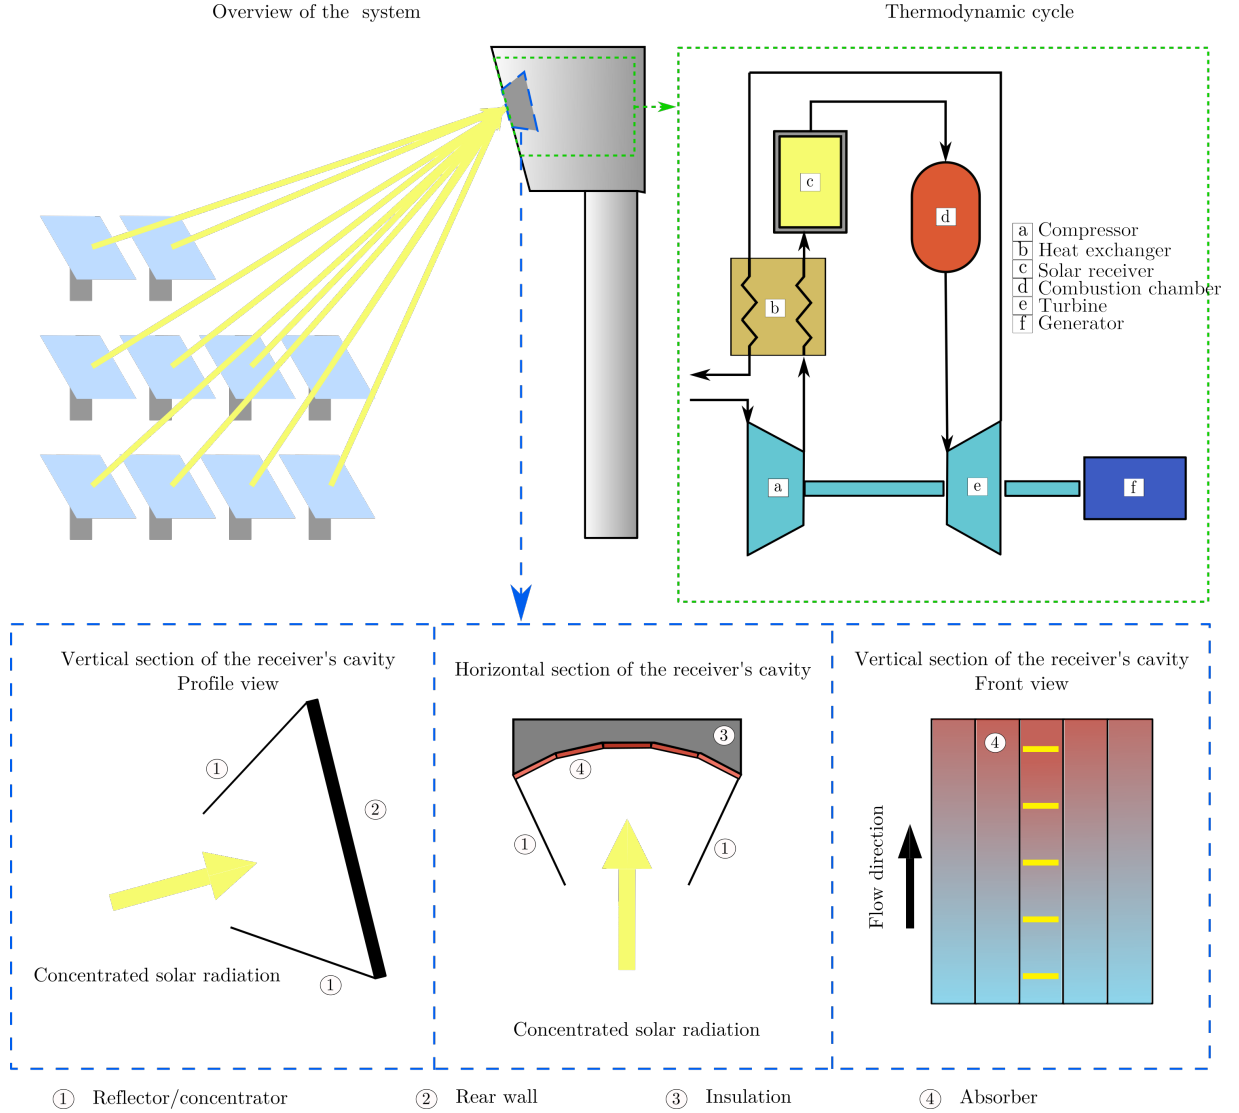 Overview of the system
Thermodynamic cycle
c
d
b
a
e
f
a Compressor
b Heat exchanger
c Solar receiver
d Combustion chamber
e Turbine
f Generator
Vertical section of the receiver's cavity
Profile view
1
2
Concentrated solar radiation
1
Horizontal section of the receiver's cavity
3
4
1
1
Concentrated solar radiation
Vertical section of the receiver's cavity
Front view
4
Flow direction
1 Reflector/concentrator
2 Rear wall
3 Insulation
4 Absorber